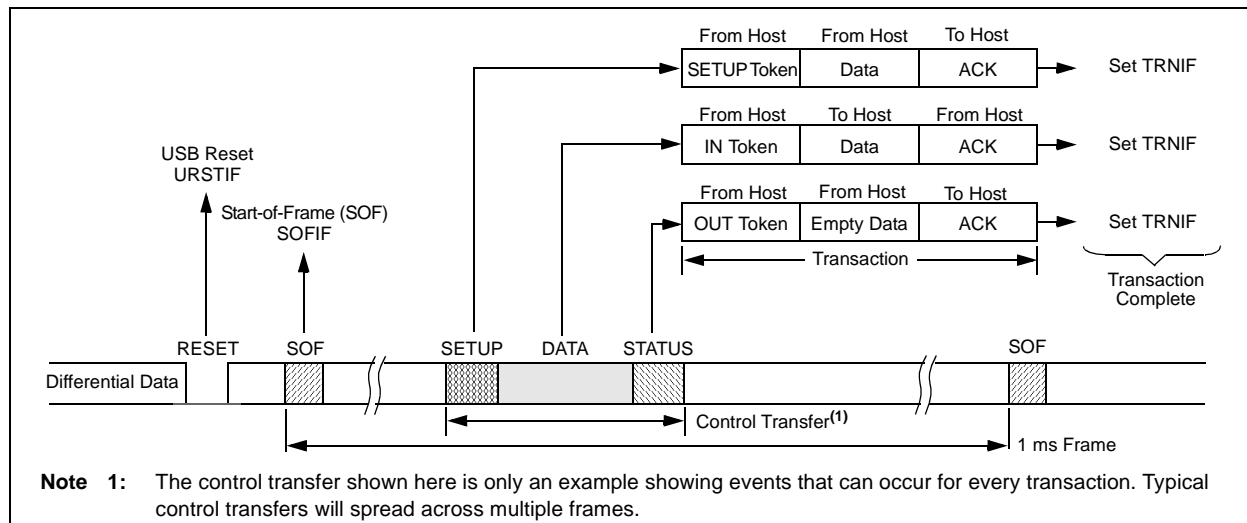 From Host From Host To Host
SETUP Token Data ACK Set TRNIF
From Host To Host From Host
IN Token Data ACK Set TRNIF
USB Reset
URSTIF
From Host From Host To Host
Start-of-Frame (SOF)
SOFIF
OUT Token Empty Data ACK Set TRNIF
Transaction
Transaction
Complete
RESET SOF SETUP DATA STATUS SOF
Differential Data
Control Transfer(1)
1 ms Frame
Note 1: The control transfer shown here is only an example showing events that can occur for every transaction. Typical
control transfers will spread across multiple frames.